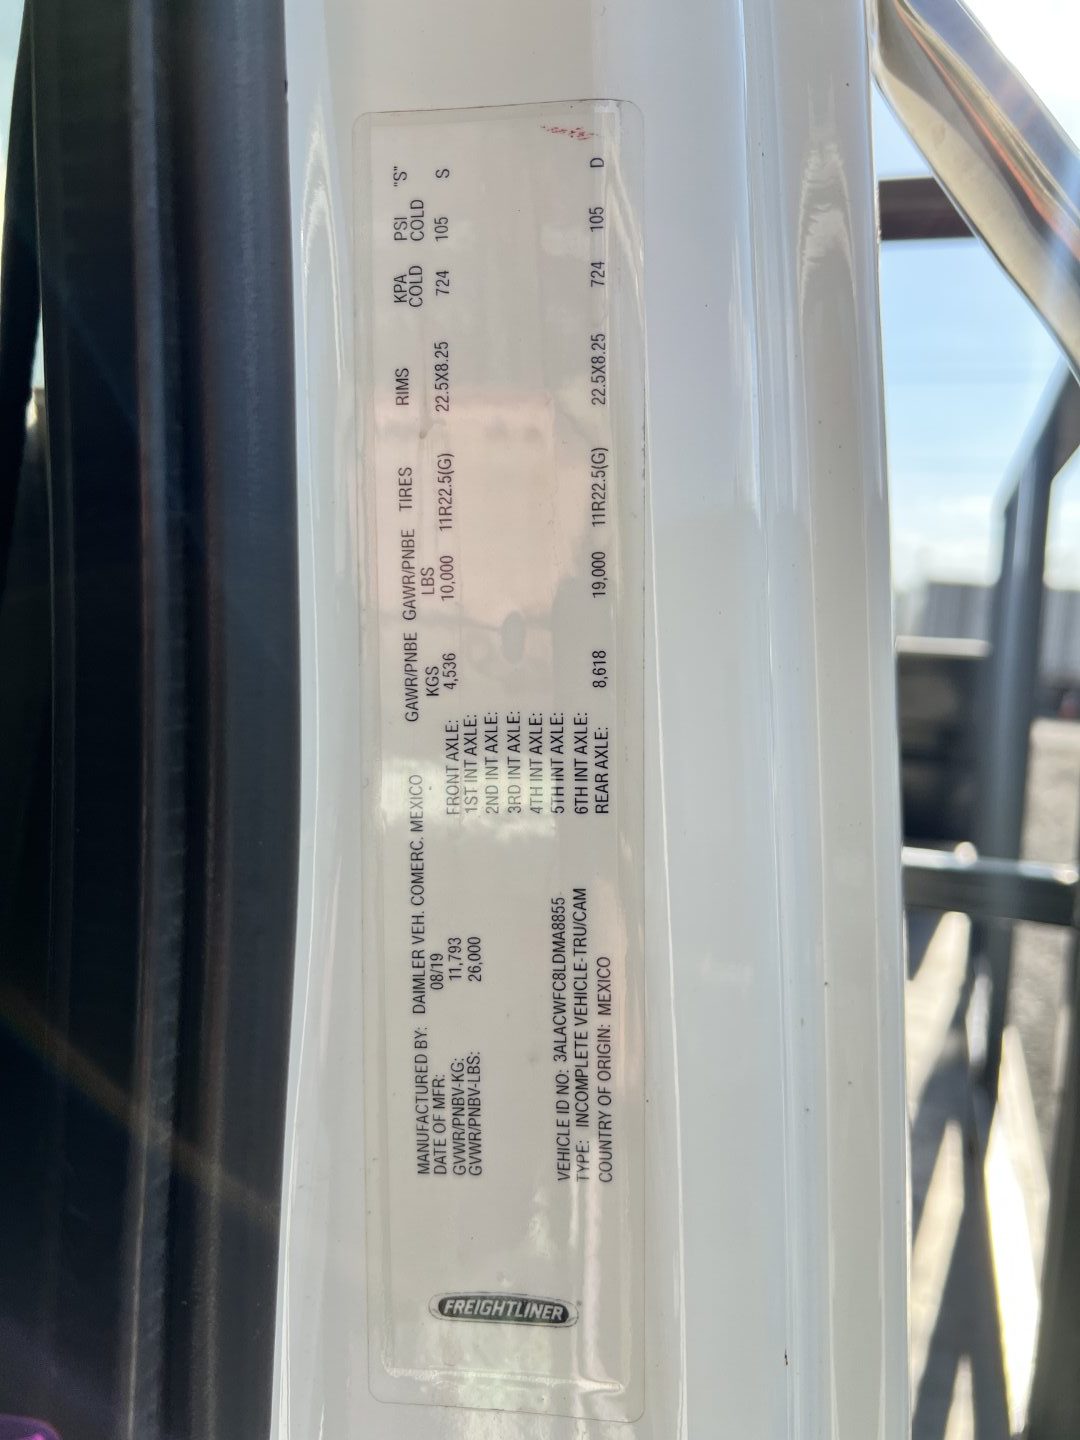 FREIGHTLINER
MANUFACTURED BY: DAIMLER VEH. COMERC. MEXICO
DATE OF MFR: 08/19
GVWR/PNBV-KG: 11,793
GVWR/PNBV-LBS: 26,000
VEHICLE ID NO: 3ALACWFC8LDMA8855
TYPE: INCOMPLETE VEHICLE-TRU/CAM
COUNTRY OF ORIGIN: MEXICO
GAWR/PNBE GAWR/PNBE TIRES RIMS KPA PSI "S"
KGS LBS COLD COLD
FRONT AXLE: 4,536 10,000 11R22.5(G) 22.5X8.25 724 105 S
1ST INT AXLE:
2ND INT AXLE:
3RD INT AXLE:
4TH INT AXLE:
5TH INT AXLE:
6TH INT AXLE:
REAR AXLE: 8,618 19,000 11R22.5(G) 22.5X8.25 724 105 D